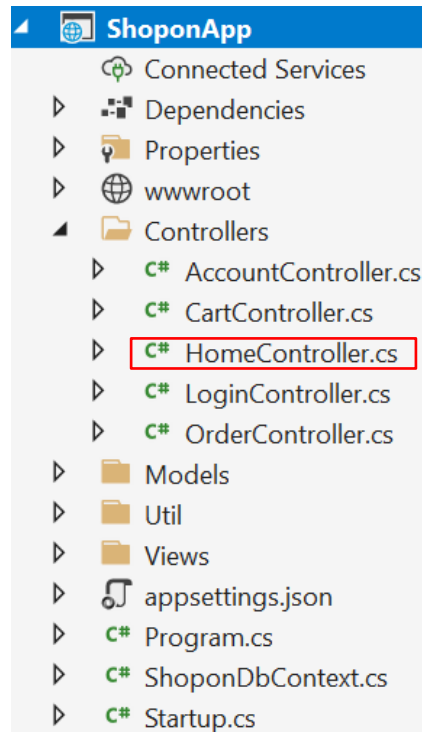 ShoponApp
Connected Services
Dependencies
Properties
wwwroot
Controllers
C# AccountController.cs
C# CartController.cs
C# HomeController.cs
C# LoginController.cs
C# OrderController.cs
Models
Util
Views
appsettings.json
C# Program.cs
C# ShoponDbContext.cs
C# Startup.cs